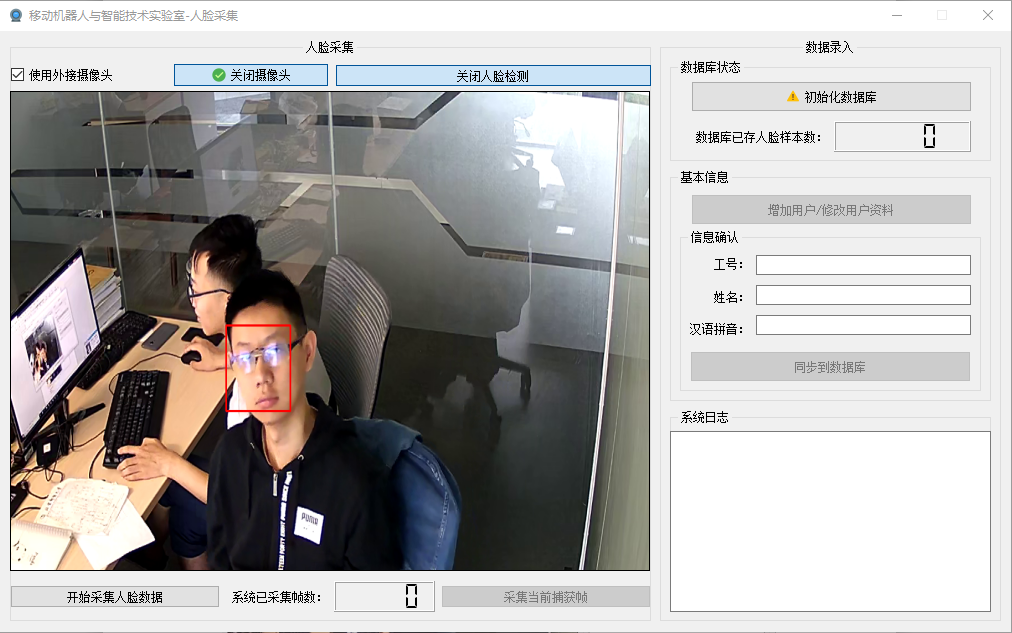 移动机器人与智能技术实验室-人脸采集
人脸采集
使用外接摄像头
关闭摄像头
关闭人脸检测
开始采集人脸数据
系统已采集帧数：
0
采集当前捕获帧
数据录入
数据库状态
初始化数据库
数据库已存人脸样本数：
0
基本信息
增加用户/修改用户资料
信息确认
工号：
姓名：
汉语拼音：
同步到数据库
系统日志